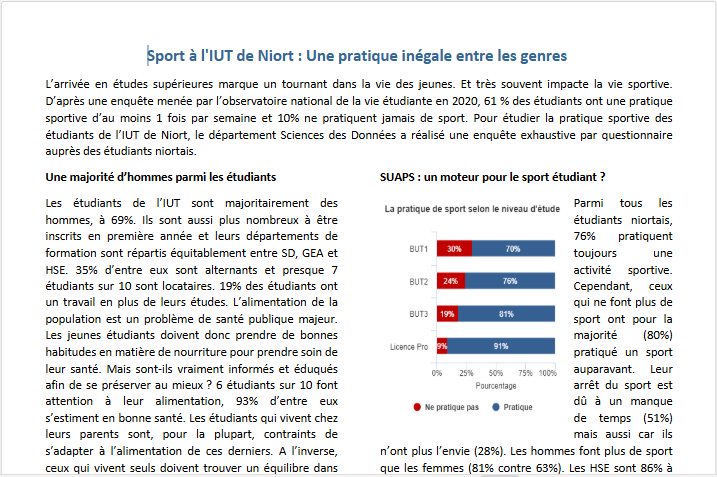 Sport à l'IUT de Niort : Une pratique inégale entre les genres
L'arrivée en études supérieures marque un tournant dans la vie des jeunes. Et très souvent impacte la vie sportive.
D'après une enquête menée par l'observatoire national de la vie étudiante en 2020, 61 % des étudiants ont une pratique
sportive d'au moins 1 fois par semaine et 10% ne pratiquent jamais de sport. Pour étudier la pratique sportive des
étudiants de l'IUT de Niort, le département Sciences des Données a réalisé une enquête exhaustive par questionnaire
auprès des étudiants niortais.
Une majorité d'hommes parmi les étudiants
Les étudiants de l'IUT sont majoritairement des
hommes, à 69%. Ils sont aussi plus nombreux à être
inscrits en première année et leurs départements de
formation sont répartis équitablement entre SD, GEA et
HSE. 35% d'entre eux sont alternants et presque 7
étudiants sur 10 sont locataires. 19% des étudiants ont
un travail en plus de leurs études. L'alimentation de la
population est un problème de santé publique majeur.
Les jeunes étudiants doivent donc prendre de bonnes
habitudes en matière de nourriture pour prendre soin de
leur santé. Mais sont-ils vraiment informés et éduqués
afin de se préserver au mieux ? 6 étudiants sur 10 font
attention à leur alimentation, 93% d'entre eux
s'estiment en bonne santé. Les étudiants qui vivent chez
leurs parents sont, pour la plupart, contraints de
s'adapter à l'alimentation de ces derniers. A l'inverse,
ceux qui vivent seuls doivent trouver un équilibre dans
SUAPS : un moteur pour le sport étudiant ?
La pratique de sport selon le niveau d'étude
BUT1 30% 70%
BUT2 24% 76%
BUT3 19% 81%
Licence Pro 9% 91%
0% 25% 50% 75% 100%
Pourcentage
Ne pratique pas Pratique
Parmi tous les
étudiants niortais,
76% pratiquent
toujours une
activité sportive.
Cependant, ceux
qui ne font plus de
sport ont pour la
majorité (80%)
pratiqué un sport
auparavant. Leur
arrêt du sport est
dû à un manque
de temps (51%)
mais aussi car ils
n'ont plus l'envie (28%). Les hommes font plus de sport
que les femmes (81% contre 63%). Les HSE sont 86% à